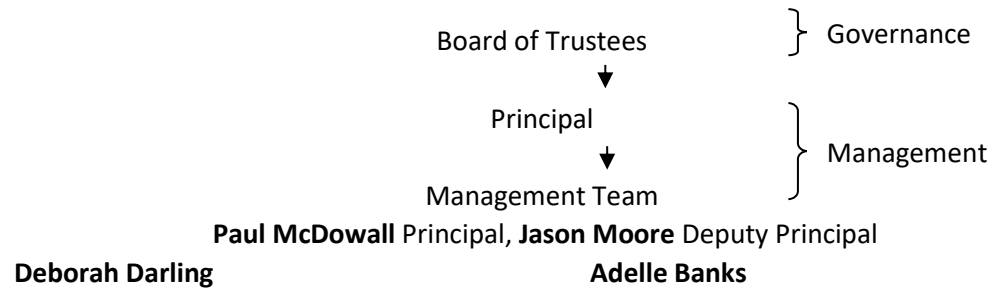 Board of Trustees
Governance
Principal
Management
Management Team
Paul McDowall Principal, Jason Moore Deputy Principal
Deborah Darling Adelle Banks